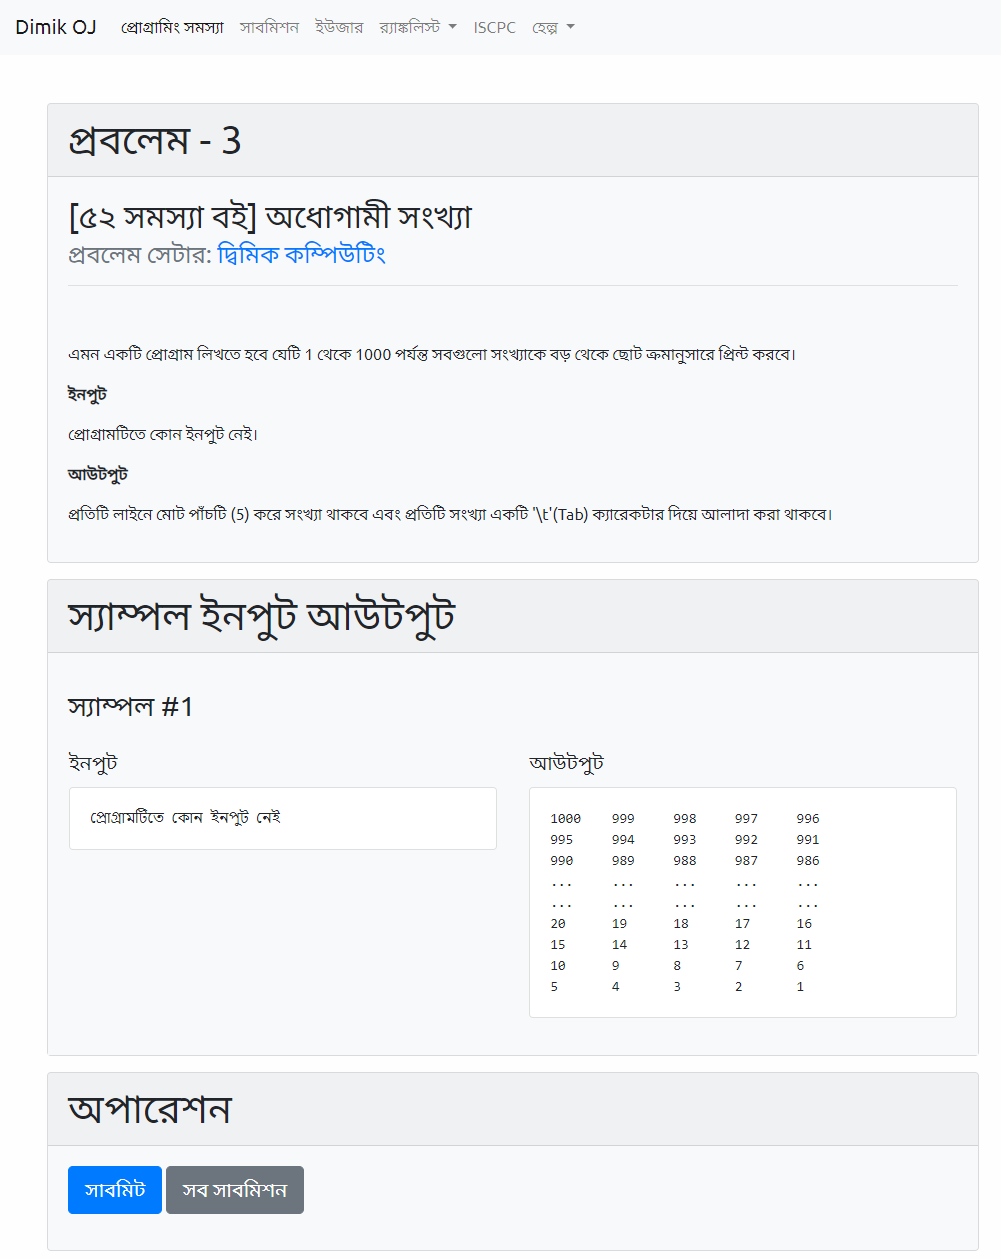 Dimik OJ প্রোগ্রামিং সমস্যা সাবমিশন ইউজার র‍্যাঙ্কলিস্ট ISCPC হেল্প
প্রবলেম - 3
[৫২ সমস্যা বই] অধোগামী সংখ্যা
প্রবলেম সেটার: দ্বিমিক কম্পিউটিং
এমন একটি প্রোগ্রাম লিখতে হবে যেটি 1 থেকে 1000 পর্যন্ত সবগুলো সংখ্যাকে বড় থেকে ছোট ক্রমানুসারে প্রিন্ট করবে।
ইনপুট
প্রোগ্রামটিতে কোন ইনপুট নেই।
আউটপুট
প্রতিটি লাইনে মোট পাঁচটি (5) করে সংখ্যা থাকবে এবং প্রতিটি সংখ্যা একটি '\t'(Tab) ক্যারেকটার দিয়ে আলাদা করা থাকবে।
স্যাম্পল ইনপুট আউটপুট
স্যাম্পল #1
ইনপুট
প্রোগ্রামটিতে কোন ইনপুট নেই
আউটপুট
1000 999 998 997 996
995 994 993 992 991
990 989 988 987 986
... ... ... ... ...
... ... ... ... ...
20 19 18 17 16
15 14 13 12 11
10 9 8 7 6
5 4 3 2 1
অপারেশন
সাবমিট সব সাবমিশন